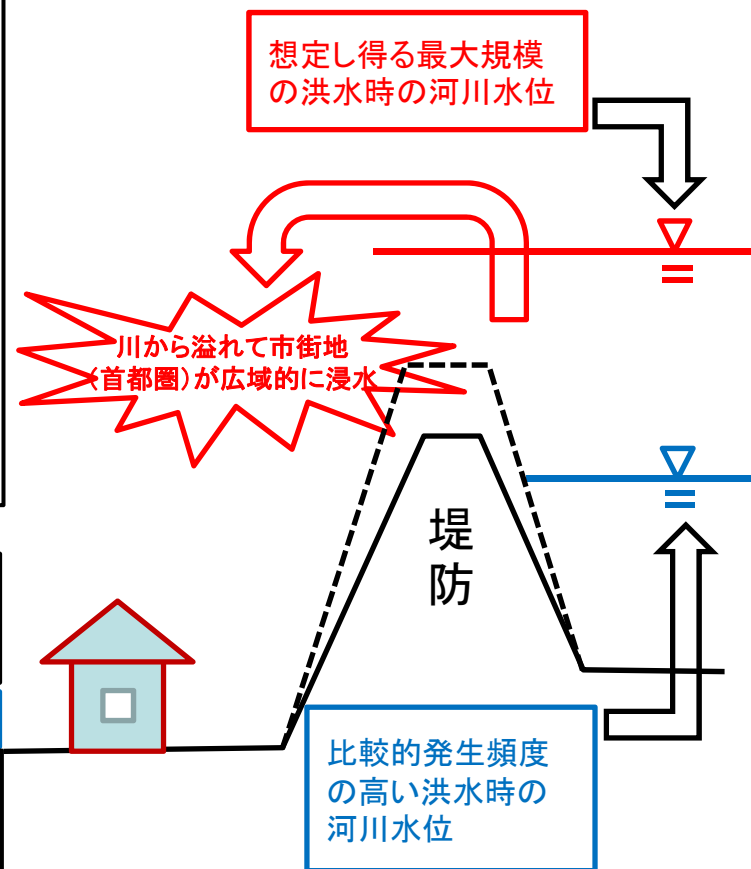 想定し得る最大規模
の洪水時の河川水位
川から溢れて市街地
（首都圏）が広域的に浸水
堤
防
比較的発生頻度
の高い洪水時の
河川水位